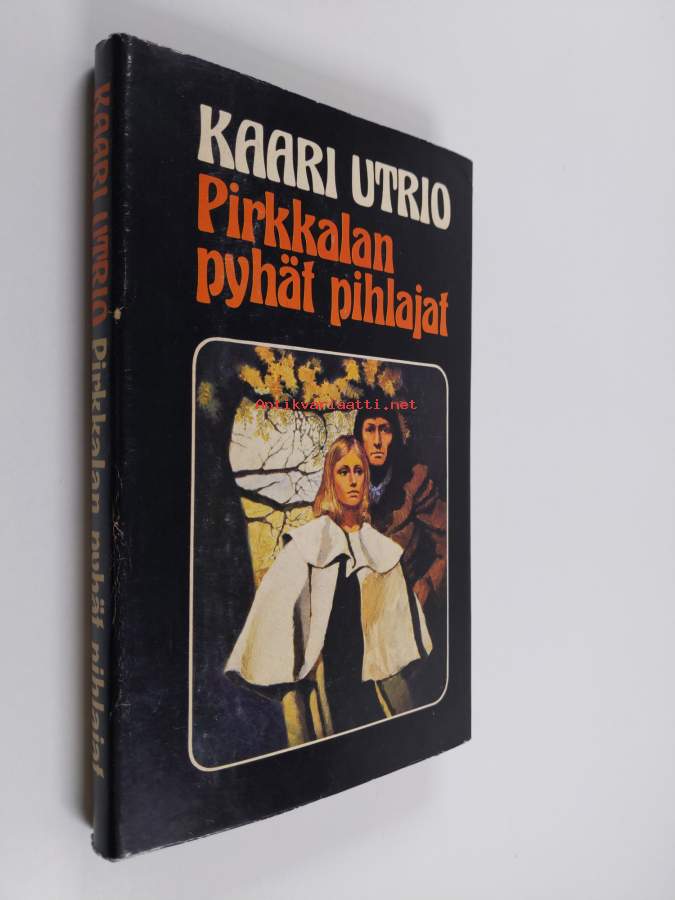 KAARI UTRIO
Pirkkalan
pyhät pihlajat
KAARI UTRIO Pirkkalan pyhät pihlajat
Antikvariaatti.net